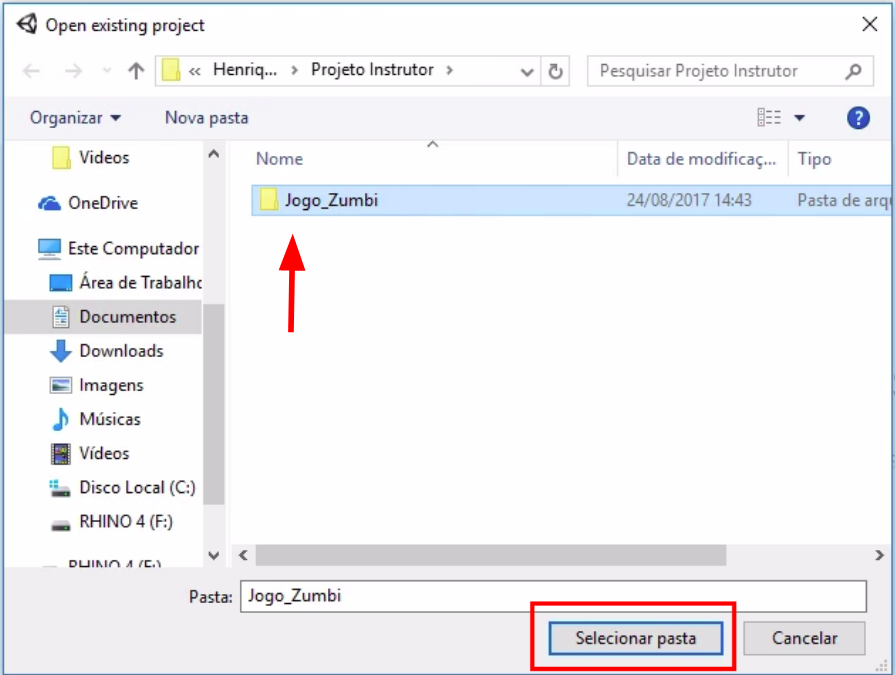 Open existing project
« Henriq... › Projeto Instrutor ›
Pesquisar Projeto Instrutor
Organizar
Nova pasta
?
Videos
OneDrive
Este Computador
Área de Trabalho
Documentos
Downloads
Imagens
Músicas
Vídeos
Disco Local (C:)
RHINO 4 (F:)
RHINO 4 (F:)
Nome Data de modificaç... Tipo
Jogo_Zumbi 24/08/2017 14:43 Pasta de arqu
Pasta: Jogo_Zumbi
Selecionar pasta Cancelar